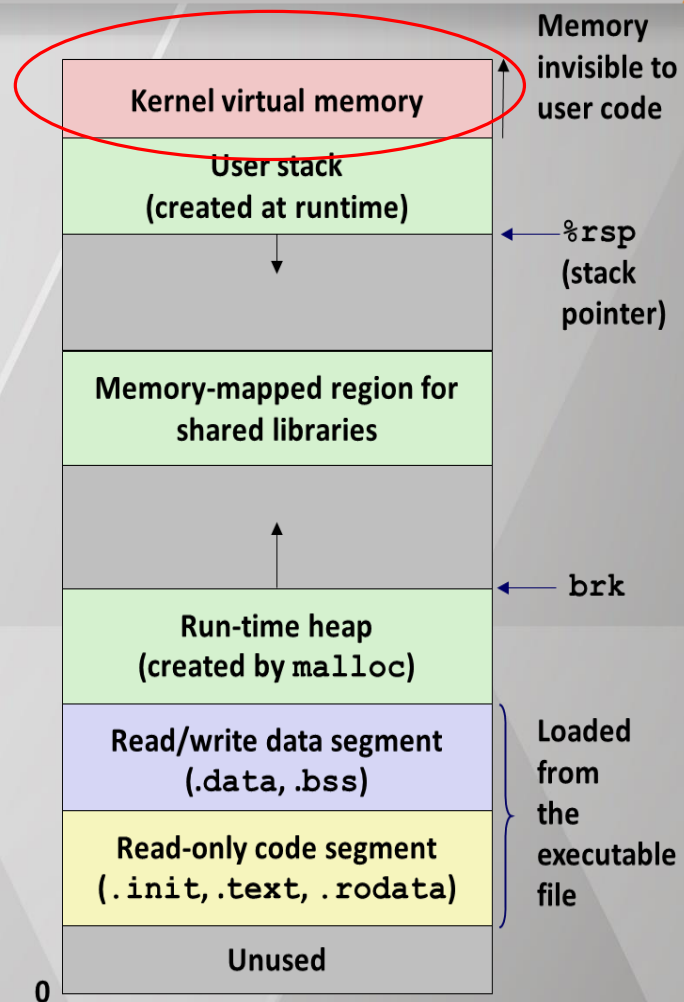 Memory
invisible to
user code
Kernel virtual memory
User stack
(created at runtime)
%rsp
(stack
pointer)
Memory-mapped region for
shared libraries
brk
Run-time heap
(created by malloc)
Read/write data segment
(.data, .bss)
Loaded
from
the
executable
file
Read-only code segment
(.init, .text, .rodata)
Unused
0